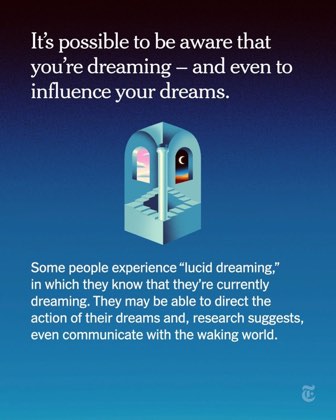 It's possible to be aware that
you're dreaming – and even to
influence your dreams.
Some people experience “lucid dreaming,”
in which they know that they're currently
dreaming. They may be able to direct the
action of their dreams and, research suggests,
even communicate with the waking world.
T